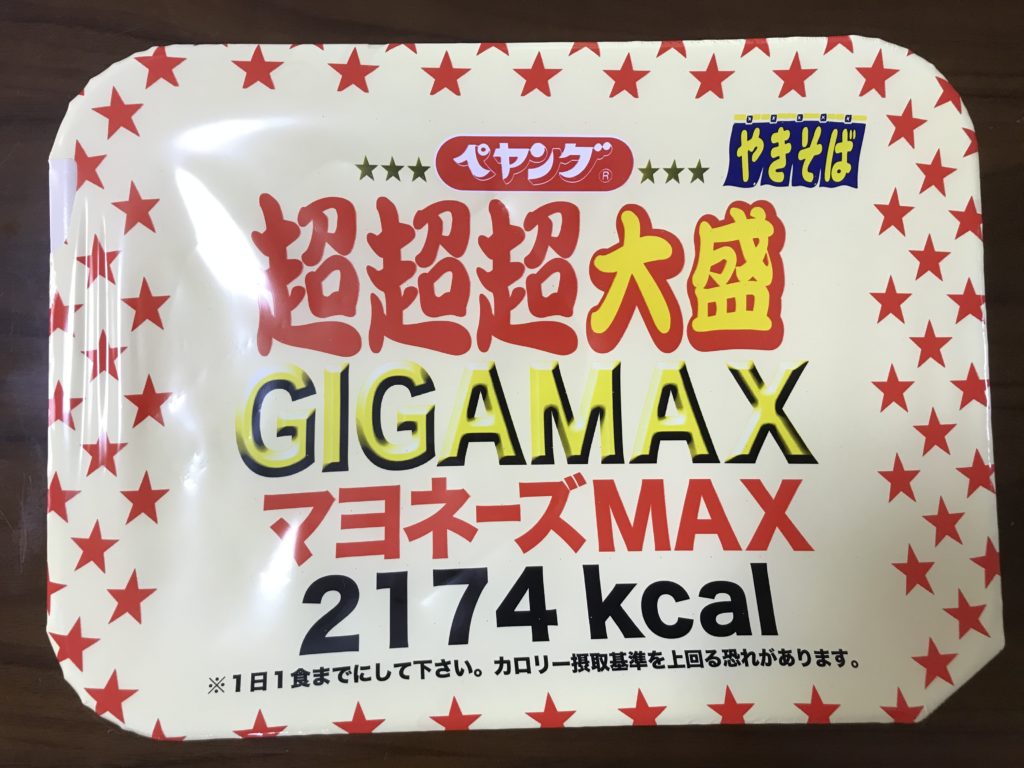 ペヤング®
やきそば
超超超大盛
GIGAMAX
マヨネーズMAX
2174 kcal
※1日1食までにして下さい。カロリー摂取基準を上回る恐れがあります。